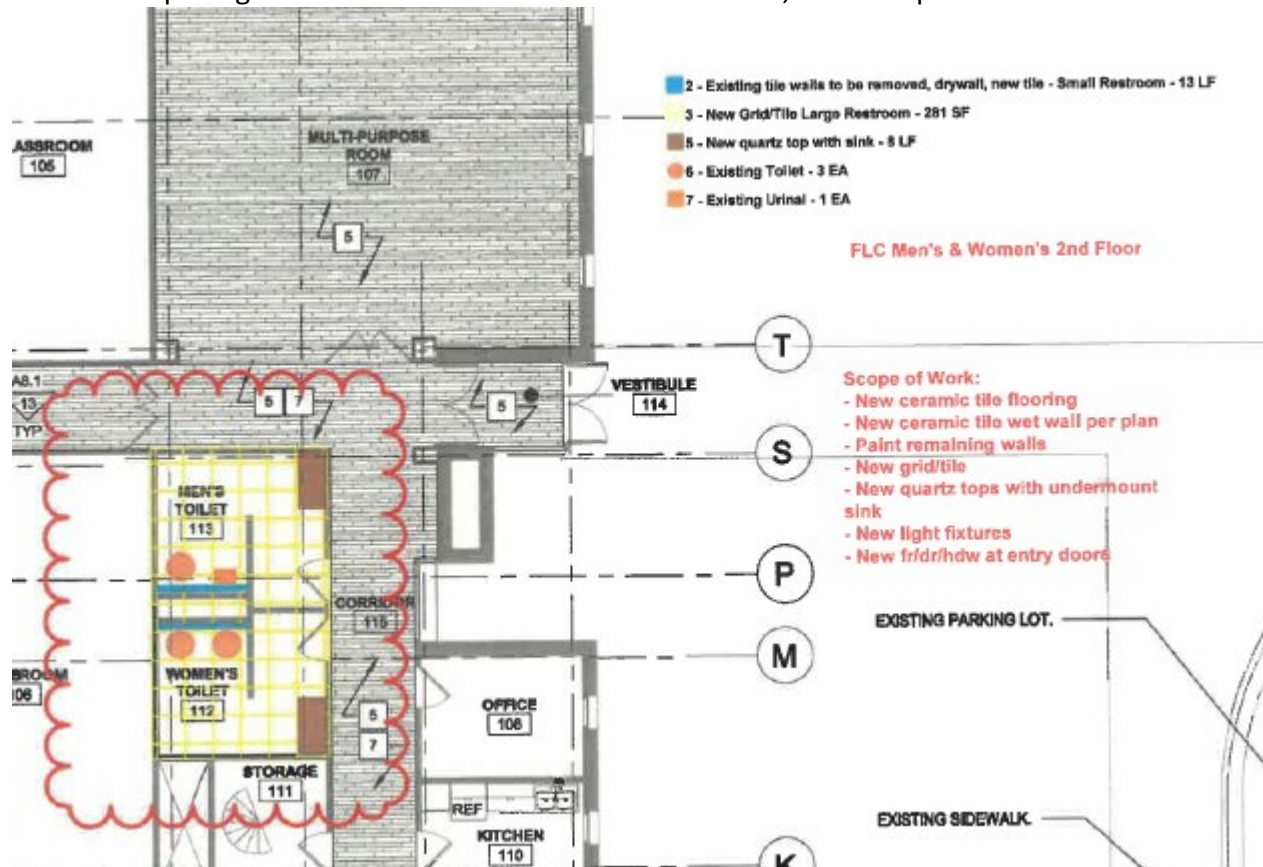 2 - Existing tile walls to be removed, drywall, new tile - Small Restroom - 13 LF
3 - New Grid/Tile Large Restroom - 281 SF
5 - New quartz top with sink - 8 LF
6 - Existing Toilet - 3 EA
7 - Existing Urinal - 1 EA
FLC Men's & Women's 2nd Floor
MULTI-PURPOSE
ROOM
107
ASSROOM
105
5
T
A8.1
13
TYP
5 7
5
VESTIBULE
114
Scope of Work:
- New ceramic tile flooring
- New ceramic tile wet wall per plan
- Paint remaining walls
- New grid/tile
- New quartz tops with undermount
sink
- New light fixtures
- New fr/dr/hdw at entry doors
S
MEN'S
TOILET
113
P
CORRIDOR
115
EXISTING PARKING LOT.
M
SROOM
06
WOMEN'S
TOILET
112
OFFICE
108
5
7
STORAGE
111
REF
KITCHEN
110
EXISTING SIDEWALK.
K